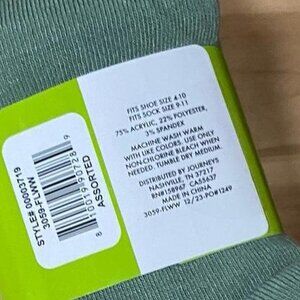 FITS SHOE SIZE 4-10
FITS SOCK SIZE 9-11
75% ACRYLIC, 22% POLYESTER,
3% SPANDEX
MACHINE WASH WARM
WITH LIKE COLORS. USE ONLY
NON-CHLORINE BLEACH WHEN
NEEDED. TUMBLE DRY MEDIUM.
DISTRIBUTED BY JOURNEYS
NASHVILLE, TN 37217
RN#158967 CA55637
MADE IN CHINA
3059-FLWW 12/23-PO#1249
ASSORTED
3059-FLWW
STYLE# 0003719